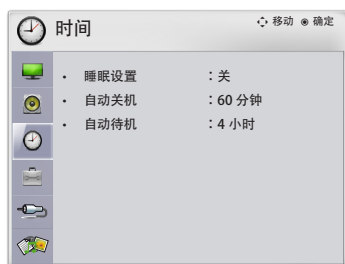 时间
移动 确定
· 睡眠设置 :关
· 自动关机 :60 分钟
· 自动待机 :4 小时